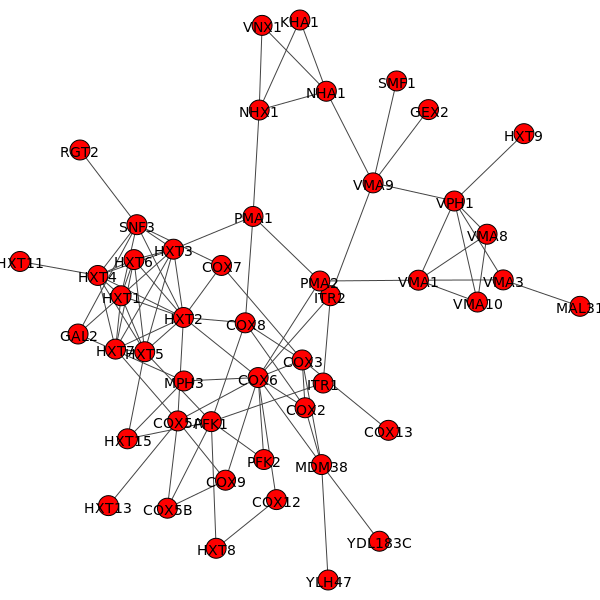 VNX1
KHA1
SMF1
NHA1
NHX1
GEX2
HXT9
RGT2
VMA9
VPH1
PMA1
SNF3
VMA8
HXT3
HXT11
HXT6
COX7
HXT4
PMA2
VMA1
VMA3
HXT1
ITR2
VMA10
MAL31
HXT2
COX8
GAL2
HXT7
HXT5
COX3
MPH3
COX6
ITR1
COX2
COX5A
PFK1
COX13
HXT15
PFK2
MDM38
COX9
COX12
HXT13
COX5B
HXT8
YDL183C
YLH47